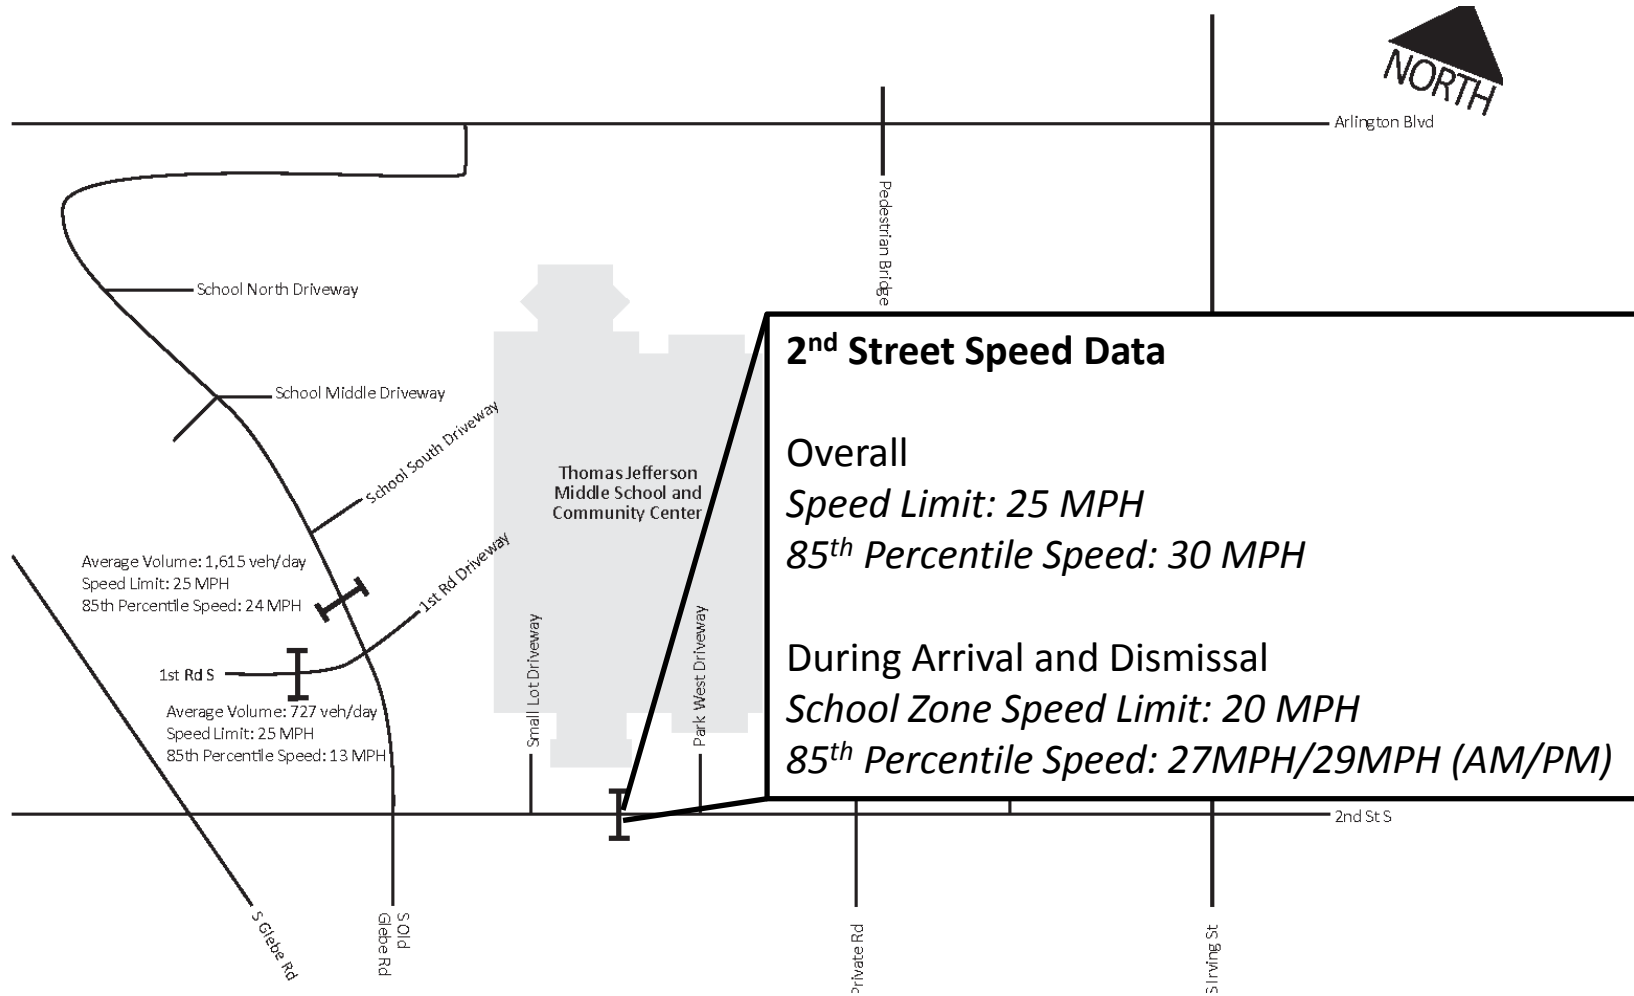 NORTH
Arlington Blvd
Pedestrian Bridge
School North Driveway
2nd Street Speed Data
School Middle Driveway
School South Driveway
Overall
Speed Limit: 25 MPH
85th Percentile Speed: 30 MPH
Thomas Jefferson
Middle School and
Community Center
Average Volume: 1,615 veh/day
Speed Limit: 25 MPH
85th Percentile Speed: 24 MPH
1st Rd Driveway
Small Lot Driveway
Park West Driveway
During Arrival and Dismissal
School Zone Speed Limit: 20 MPH
85th Percentile Speed: 27MPH/29MPH (AM/PM)
1st Rd S
Average Volume: 727 veh/day
Speed Limit: 25 MPH
85th Percentile Speed: 13 MPH
2nd St S
S Glebe Rd
S Old
Glebe Rd
Private Rd
S Irving St